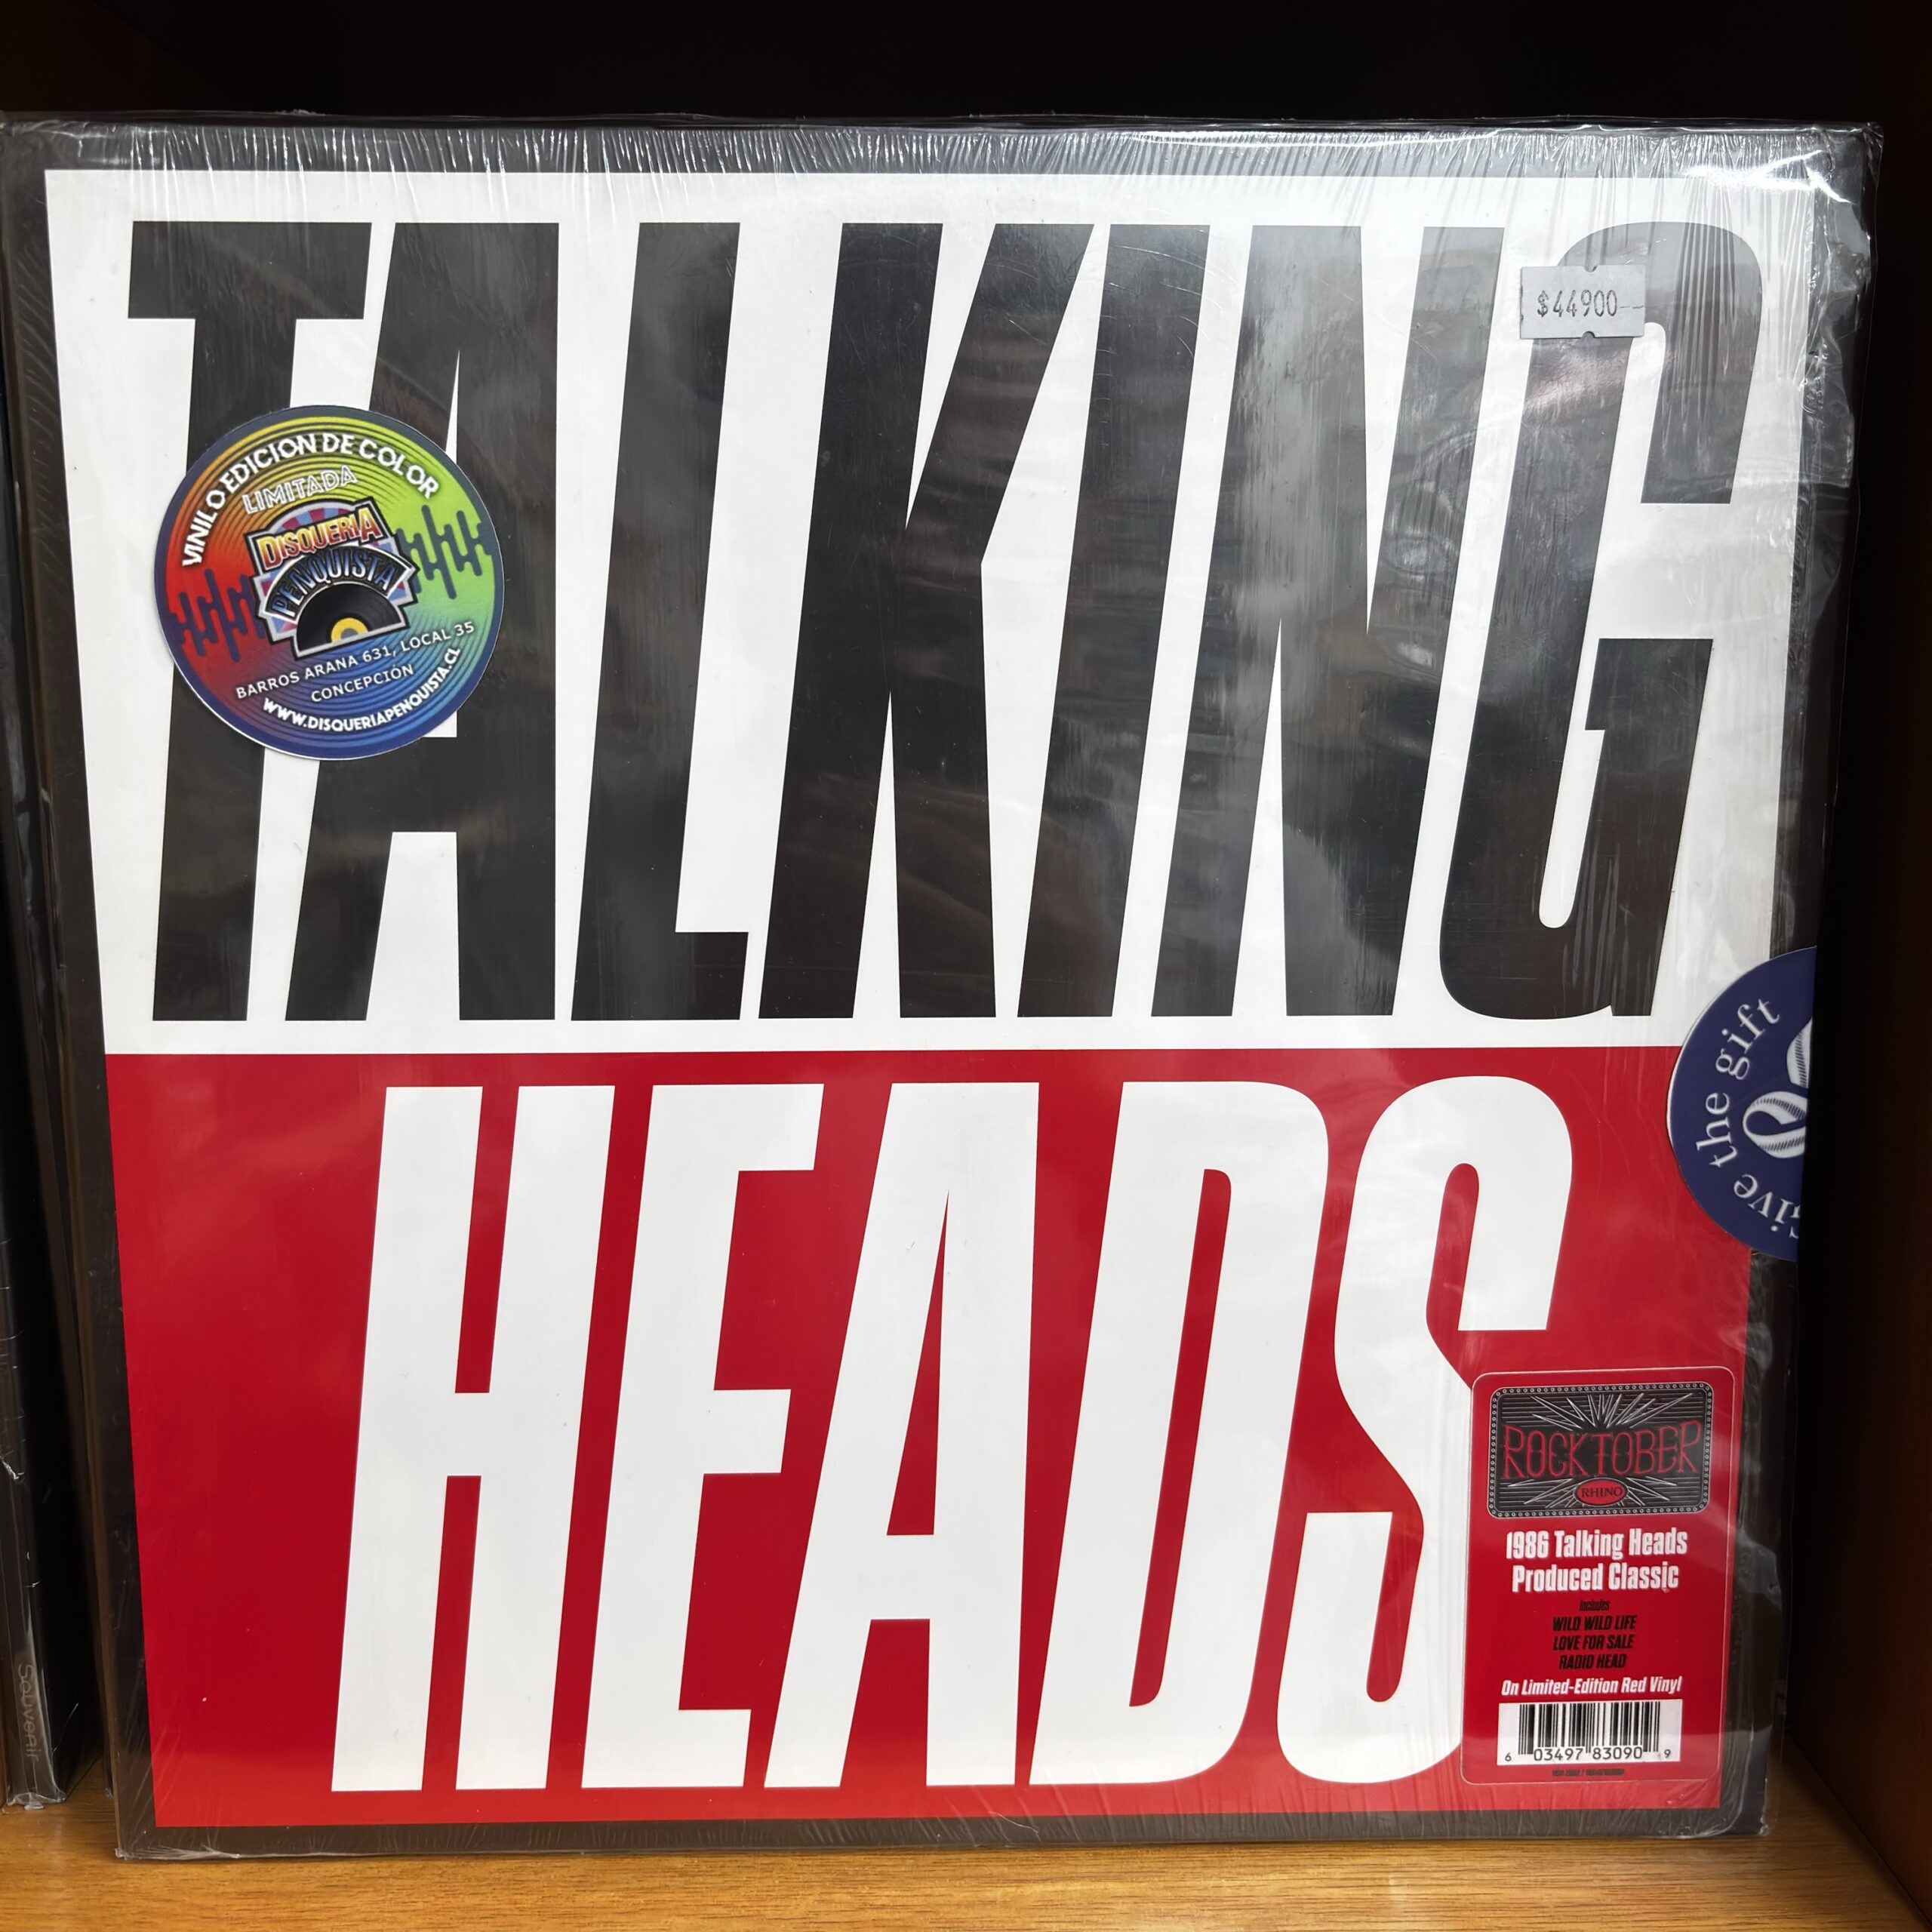 TALKING
$44900
VINILO EDICION DE COLOR
LIMITADA
DISQUERIA
PENQUISTA
BARROS ARANA 631, LOCAL 35
CONCEPCIÓN
WWW.DISQUERIAPENQUISTA.CL
give the gift
HEADS
ROCKTOBER
RHINO
1986 Talking Heads
Produced Classic
Includes
WILD WILD LIFE
LOVE FOR SALE
RADIO HEAD
On Limited-Edition Red Vinyl
6 03497 83090 9
Souvenir